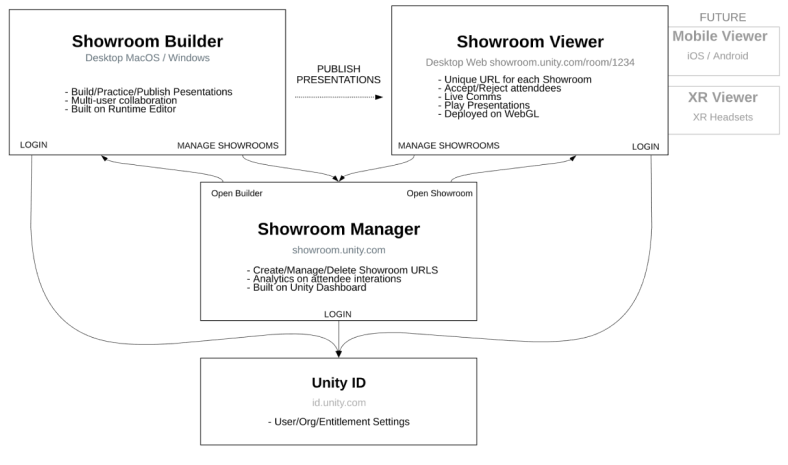 Showroom Builder
Desktop MacOS / Windows
- Build/Practice/Publish Pesentations
- Multi-user collaboration
- Built on Runtime Editor
LOGIN
MANAGE SHOWROOMS
PUBLISH
PRESENTATIONS
Showroom Viewer
Desktop Web showroom.unity.com/room/1234
- Unique URL for each Showroom
- Accept/Reject attenddees
- Live Comms
- Play Presentations
- Deployed on WebGL
MANAGE SHOWROOMS
LOGIN
FUTURE
Mobile Viewer
iOS / Android
XR Viewer
XR Headsets
Open Builder
Open Showroom
Showroom Manager
showroom.unity.com
- Create/Manage/Delete Showroom URLS
- Analytics on attendee interations
- Built on Unity Dashboard
LOGIN
Unity ID
id.unity.com
- User/Org/Entitlement Settings